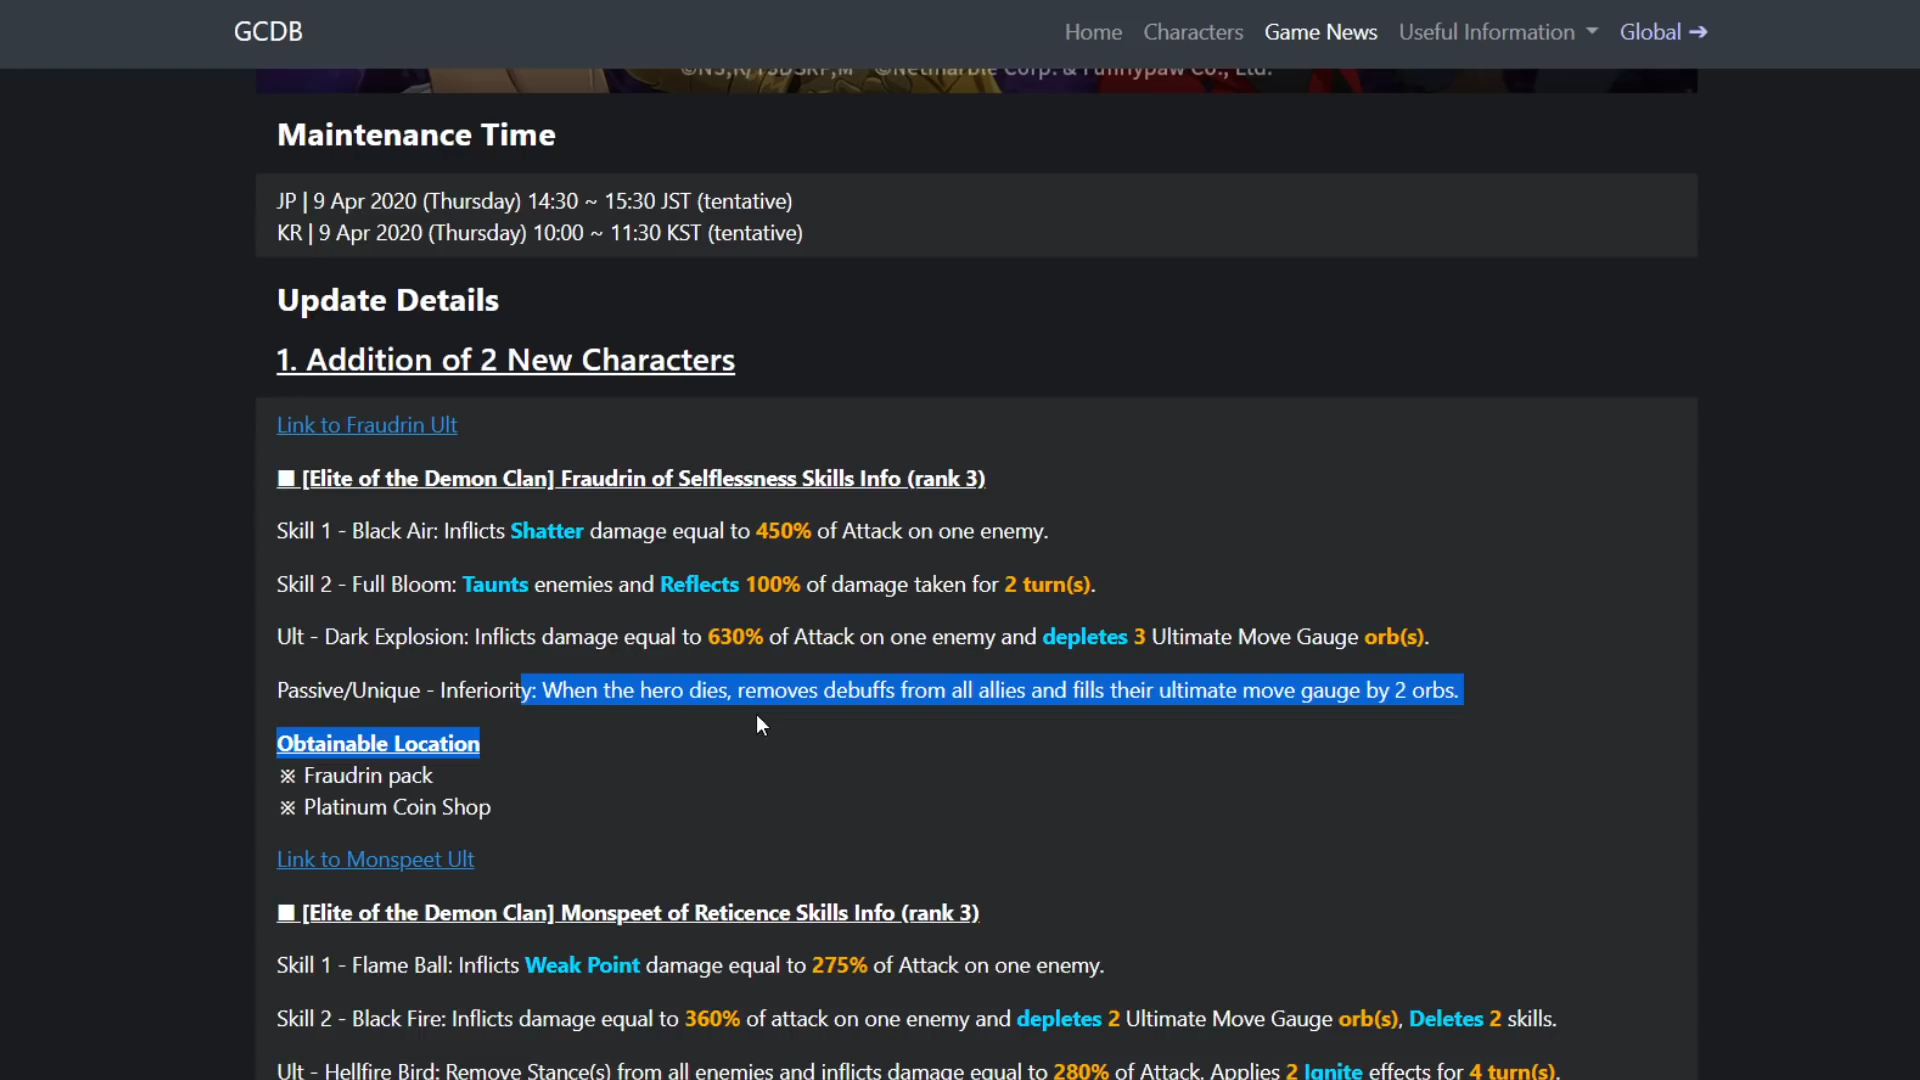 GCDB
Home Characters Game News Useful Information Global ➔
Maintenance Time
JP | 9 Apr 2020 (Thursday) 14:30 ~ 15:30 JST (tentative)
KR | 9 Apr 2020 (Thursday) 10:00 ~ 11:30 KST (tentative)
Update Details
1. Addition of 2 New Characters
Link to Fraudrin Ult
■ [Elite of the Demon Clan] Fraudrin of Selflessness Skills Info (rank 3)
Skill 1 - Black Air: Inflicts Shatter damage equal to 450% of Attack on one enemy.
Skill 2 - Full Bloom: Taunts enemies and Reflects 100% of damage taken for 2 turn(s).
Ult - Dark Explosion: Inflicts damage equal to 630% of Attack on one enemy and depletes 3 Ultimate Move Gauge orb(s).
Passive/Unique - Inferiority: When the hero dies, removes debuffs from all allies and fills their ultimate move gauge by 2 orbs.
Obtainable Location
※ Fraudrin pack
※ Platinum Coin Shop
Link to Monspeet Ult
■ [Elite of the Demon Clan] Monspeet of Reticence Skills Info (rank 3)
Skill 1 - Flame Ball: Inflicts Weak Point damage equal to 275% of Attack on one enemy.
Skill 2 - Black Fire: Inflicts damage equal to 360% of attack on one enemy and depletes 2 Ultimate Move Gauge orb(s), Deletes 2 skills.
Ult - Hellfire Bird: Remove Stance(s) from all enemies and inflicts damage equal to 280% of Attack. Applies 2 Ignite effects for 4 turn(s).